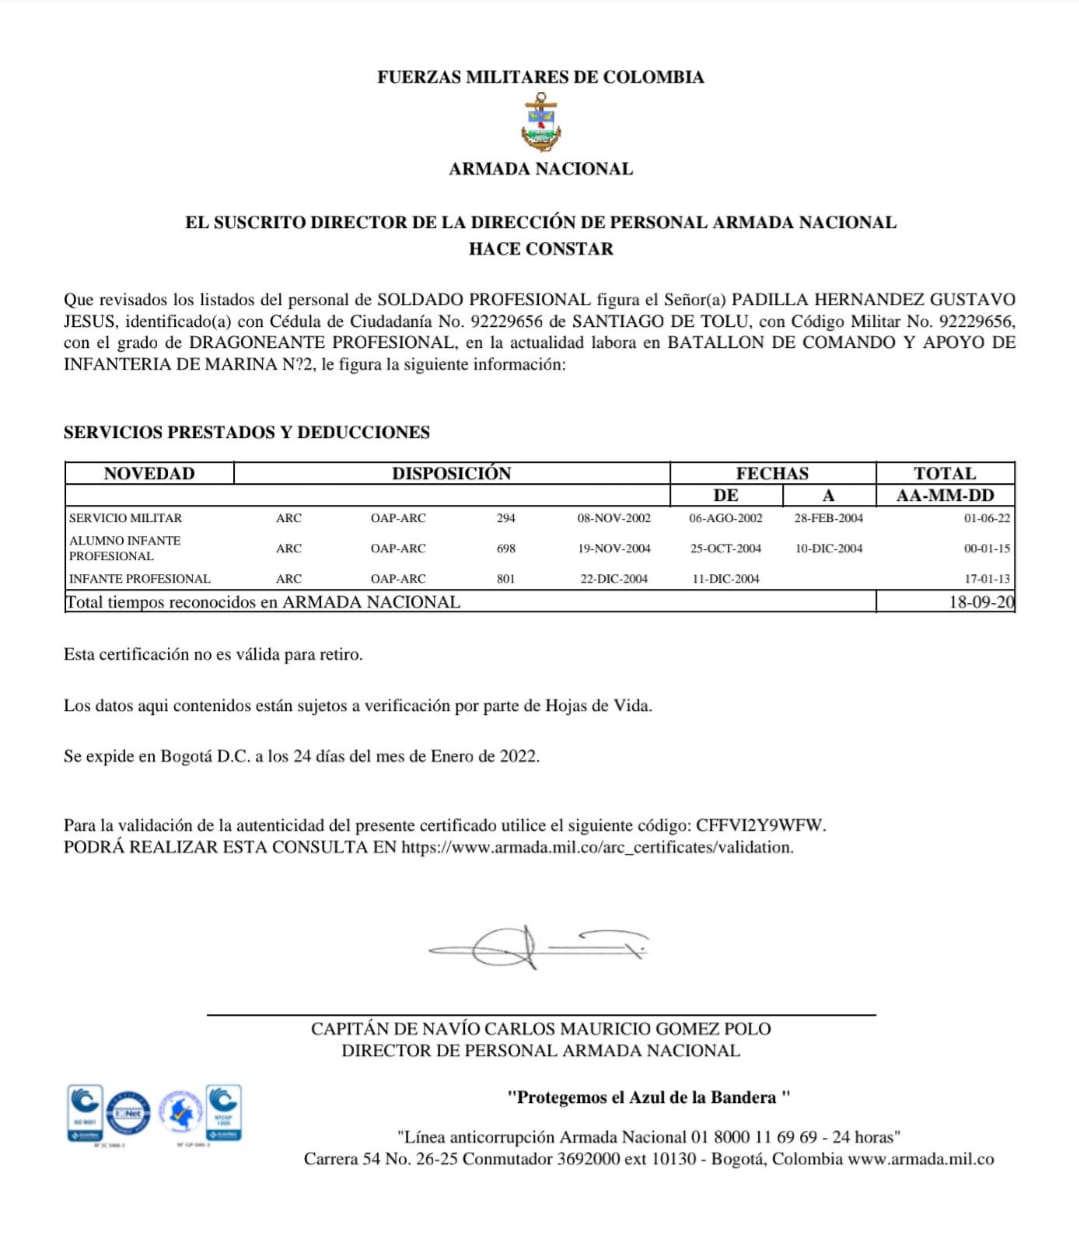 FUERZAS MILITARES DE COLOMBIA
ARMADA NACIONAL
EL SUSCRITO DIRECTOR DE LA DIRECCIÓN DE PERSONAL ARMADA NACIONAL
HACE CONSTAR
Que revisados los listados del personal de SOLDADO PROFESIONAL figura el Señor(a) PADILLA HERNANDEZ GUSTAVO
JESUS, identificado(a) con Cédula de Ciudadanía No. 92229656 de SANTIAGO DE TOLU, con Código Militar No. 92229656,
con el grado de DRAGONEANTE PROFESIONAL, en la actualidad labora en BATALLON DE COMANDO Y APOYO DE
INFANTERIA DE MARINA N?2, le figura la siguiente información:
SERVICIOS PRESTADOS Y DEDUCCIONES
NOVEDAD DISPOSICIÓN FECHAS TOTAL
DE A AA-MM-DD
SERVICIO MILITAR ARC OAP-ARC 294 08-NOV-2002 06-AGO-2002 28-FEB-2004 01-06-22
ALUMNO INFANTE
PROFESIONAL ARC OAP-ARC 698 19-NOV-2004 25-OCT-2004 10-DIC-2004 00-01-15
INFANTE PROFESIONAL ARC OAP-ARC 801 22-DIC-2004 11-DIC-2004 17-01-13
Total tiempos reconocidos en ARMADA NACIONAL 18-09-20
Esta certificación no es válida para retiro.
Los datos aqui contenidos están sujetos a verificación por parte de Hojas de Vida.
Se expide en Bogotá D.C. a los 24 días del mes de Enero de 2022.
Para la validación de la autenticidad del presente certificado utilice el siguiente código: CFFVI2Y9WFW.
PODRÁ REALIZAR ESTA CONSULTA EN https://www.armada.mil.co/arc_certificates/validation.
CAPITÁN DE NAVÍO CARLOS MAURICIO GOMEZ POLO
DIRECTOR DE PERSONAL ARMADA NACIONAL
"Protegemos el Azul de la Bandera "
"Línea anticorrupción Armada Nacional 01 8000 11 69 69 - 24 horas"
Carrera 54 No. 26-25 Conmutador 3692000 ext 10130 - Bogotá, Colombia www.armada.mil.co